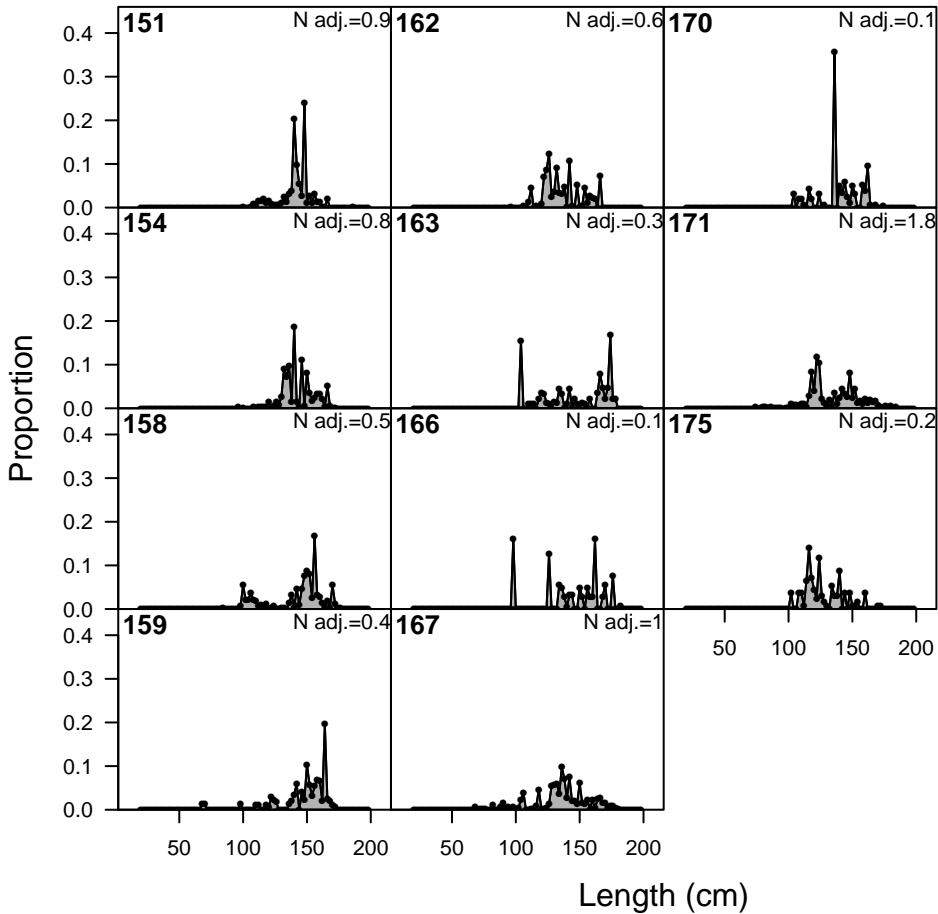 151 N adj.=0.9 162 N adj.=0.6 170 N adj.=0.1
0.4
0.3
0.2
0.1
0.0
154 N adj.=0.8 163 N adj.=0.3 171 N adj.=1.8
0.4
0.3
0.2
0.1
0.0
158 N adj.=0.5 166 N adj.=0.1 175 N adj.=0.2
0.4
0.3
0.2
0.1
0.0
50 100 150 200
159 N adj.=0.4 167 N adj.=1
0.4
0.3
0.2
0.1
0.0
50 100 150 200 50 100 150 200
Proportion
Length (cm)